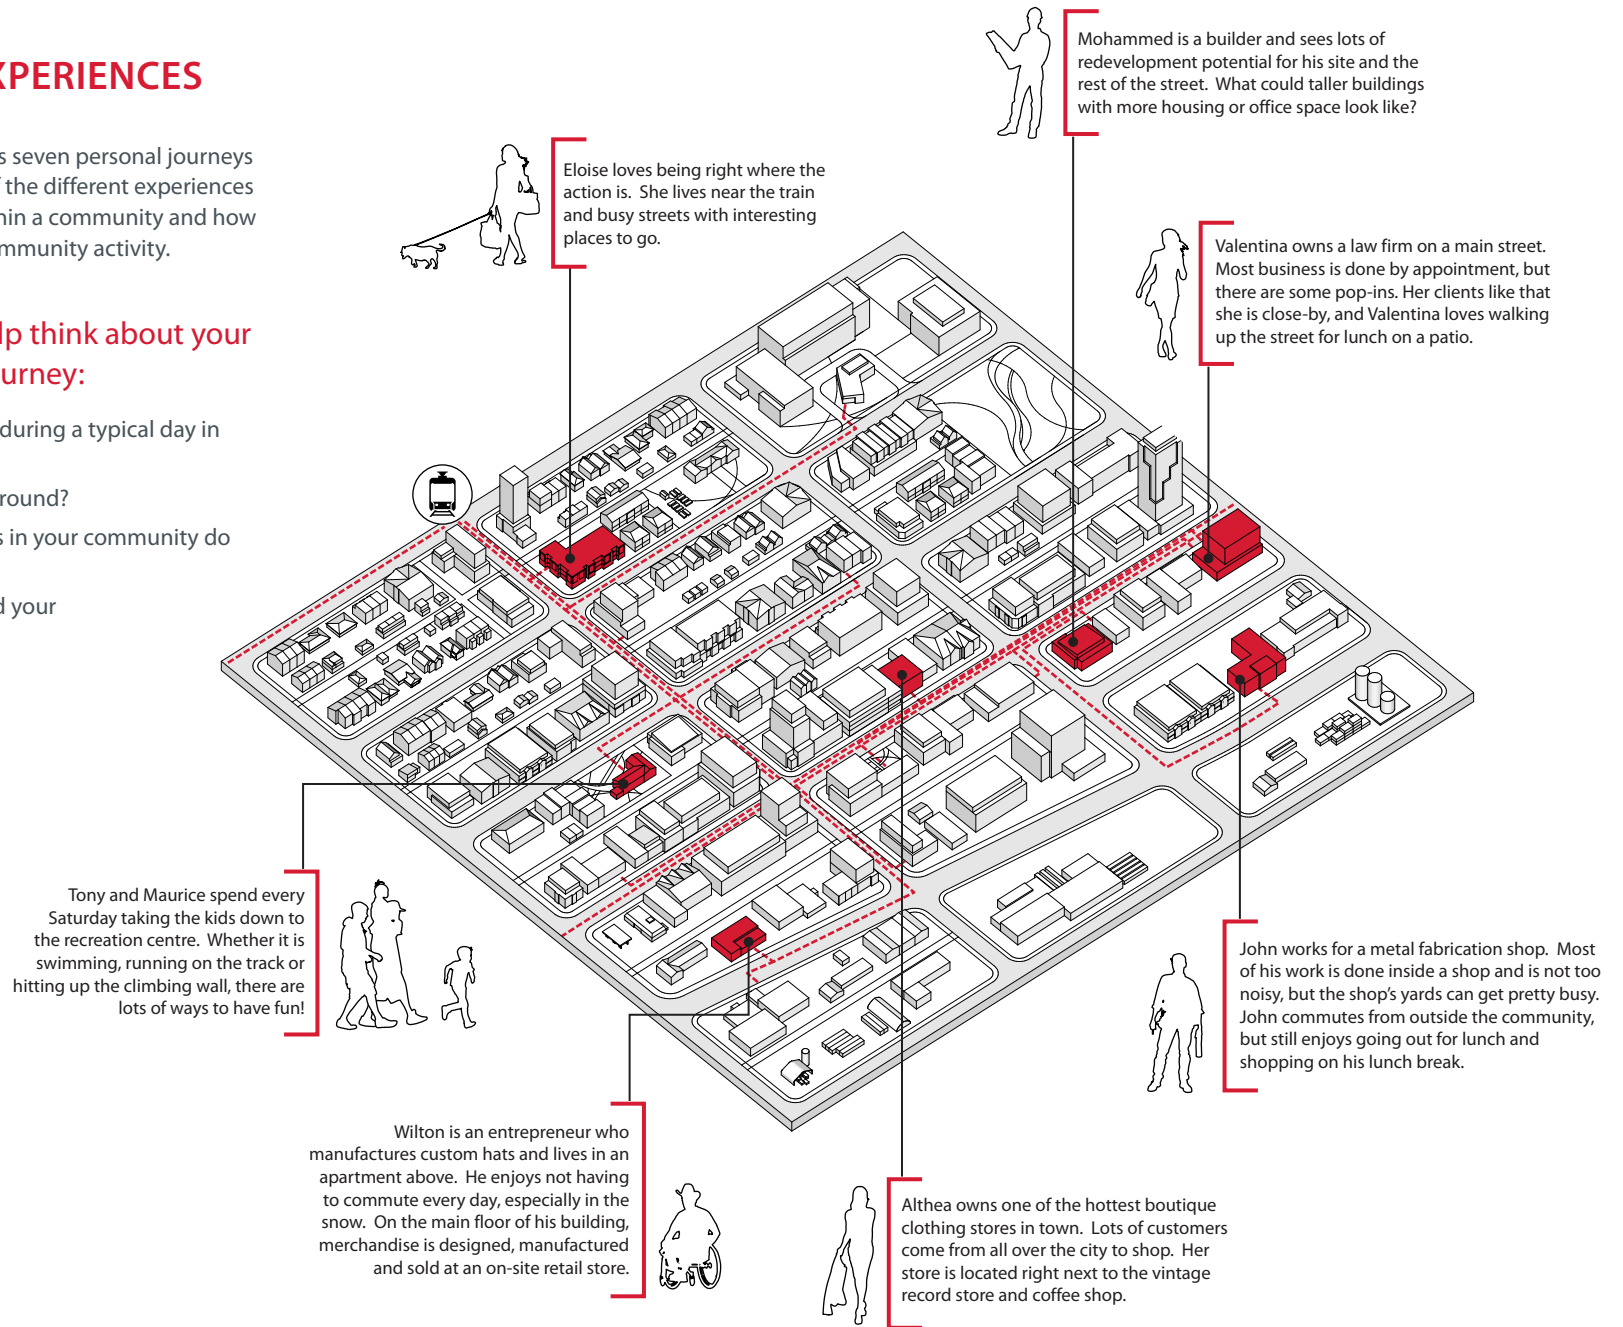 XPERIENCES
s seven personal journeys
f the different experiences
hin a community and how
ommunity activity.
lp think about your
urney:
during a typical day in
round?
s in your community do
d your
Mohammed is a builder and sees lots of
redevelopment potential for his site and the
rest of the street. What could taller buildings
with more housing or office space look like?
Eloise loves being right where the
action is. She lives near the train
and busy streets with interesting
places to go.
Valentina owns a law firm on a main street.
Most business is done by appointment, but
there are some pop-ins. Her clients like that
she is close-by, and Valentina loves walking
up the street for lunch on a patio.
Tony and Maurice spend every
Saturday taking the kids down to
the recreation centre. Whether it is
swimming, running on the track or
hitting up the climbing wall, there are
lots of ways to have fun!
John works for a metal fabrication shop. Most
of his work is done inside a shop and is not too
noisy, but the shop's yards can get pretty busy.
John commutes from outside the community,
but still enjoys going out for lunch and
shopping on his lunch break.
Wilton is an entrepreneur who
manufactures custom hats and lives in an
apartment above. He enjoys not having
to commute every day, especially in the
snow. On the main floor of his building,
merchandise is designed, manufactured
and sold at an on-site retail store.
Althea owns one of the hottest boutique
clothing stores in town. Lots of customers
come from all over the city to shop. Her
store is located right next to the vintage
record store and coffee shop.